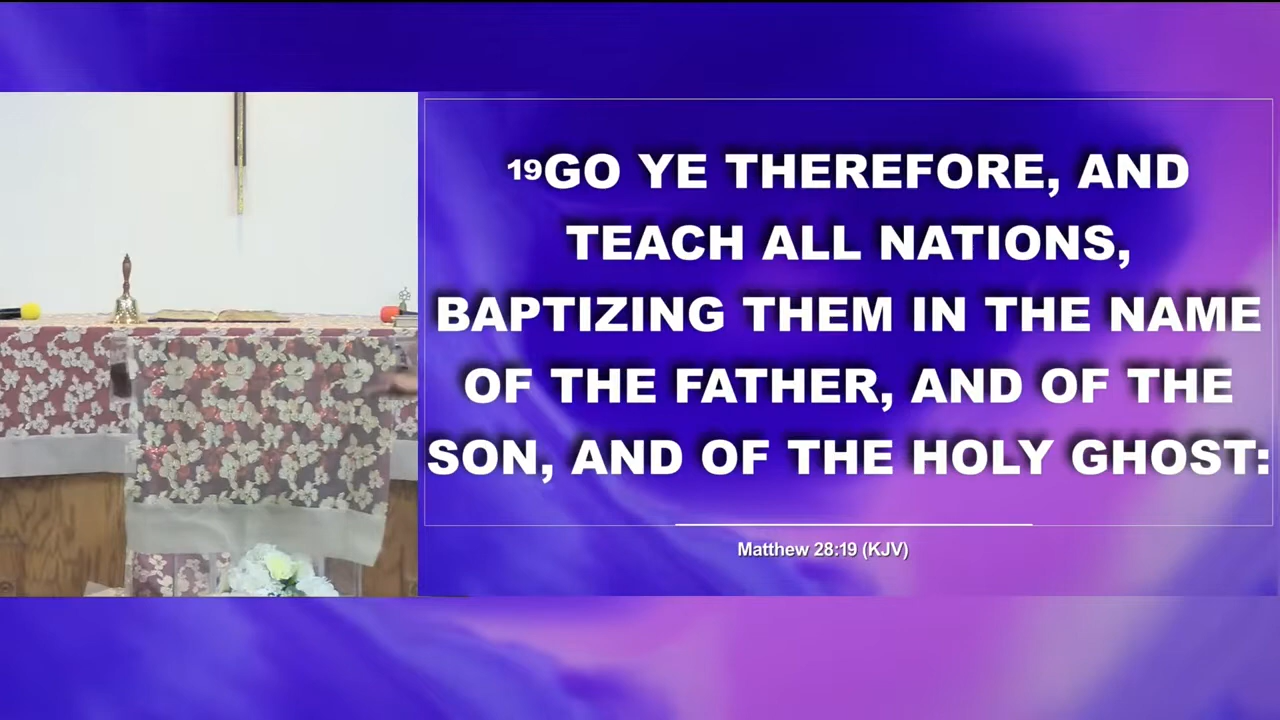 19GO YE THEREFORE, AND
TEACH ALL NATIONS,
BAPTIZING THEM IN THE NAME
OF THE FATHER, AND OF THE
SON, AND OF THE HOLY GHOST:
Matthew 28:19 (KJV)